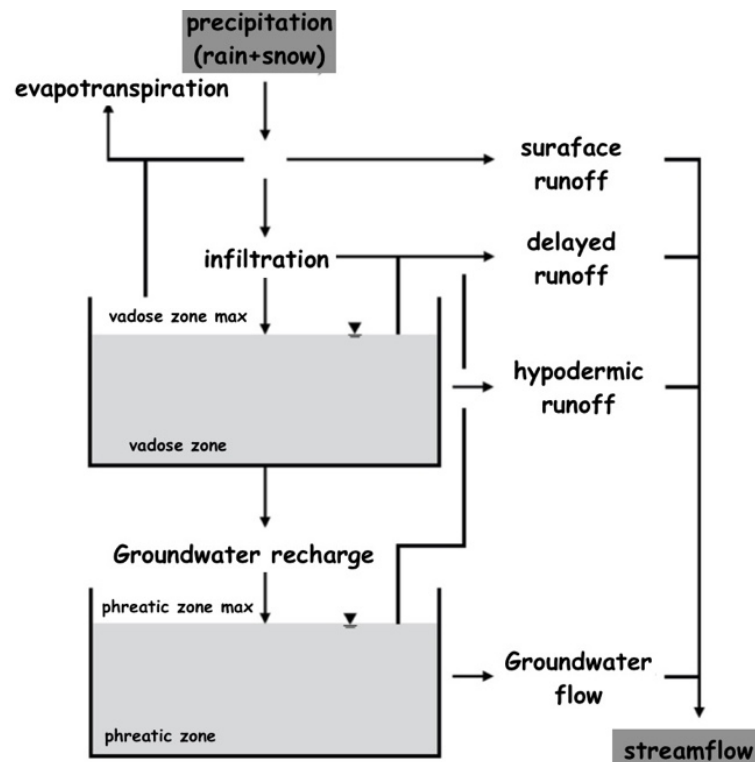 precipitation
(rain+snow)
evapotranspiration
suraface
runoff
infiltration
delayed
runoff
vadose zone max
hypodermic
runoff
vadose zone
Groundwater recharge
phreatic zone max
Groundwater
flow
phreatic zone
streamflow